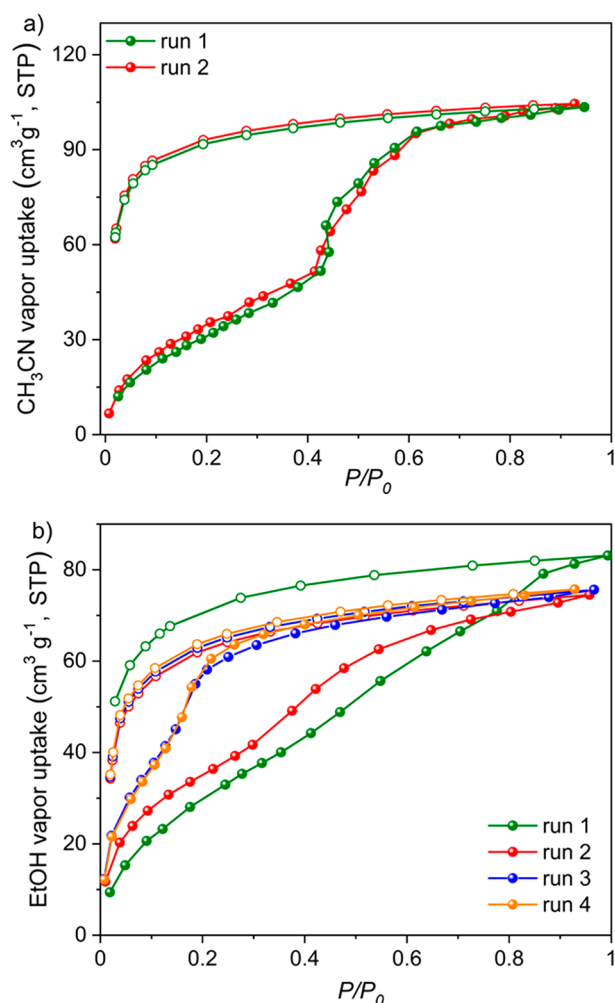 a)
run 1
run 2
120
90
60
30
0
CH₃CN vapor uptake (cm³g⁻¹, STP)
0 0.2 0.4 0.6 0.8 1
P/P₀
b)
80
60
40
20
0
EtOH vapor uptake (cm³ g⁻¹, STP)
run 1
run 2
run 3
run 4
0 0.2 0.4 0.6 0.8 1
P/P₀